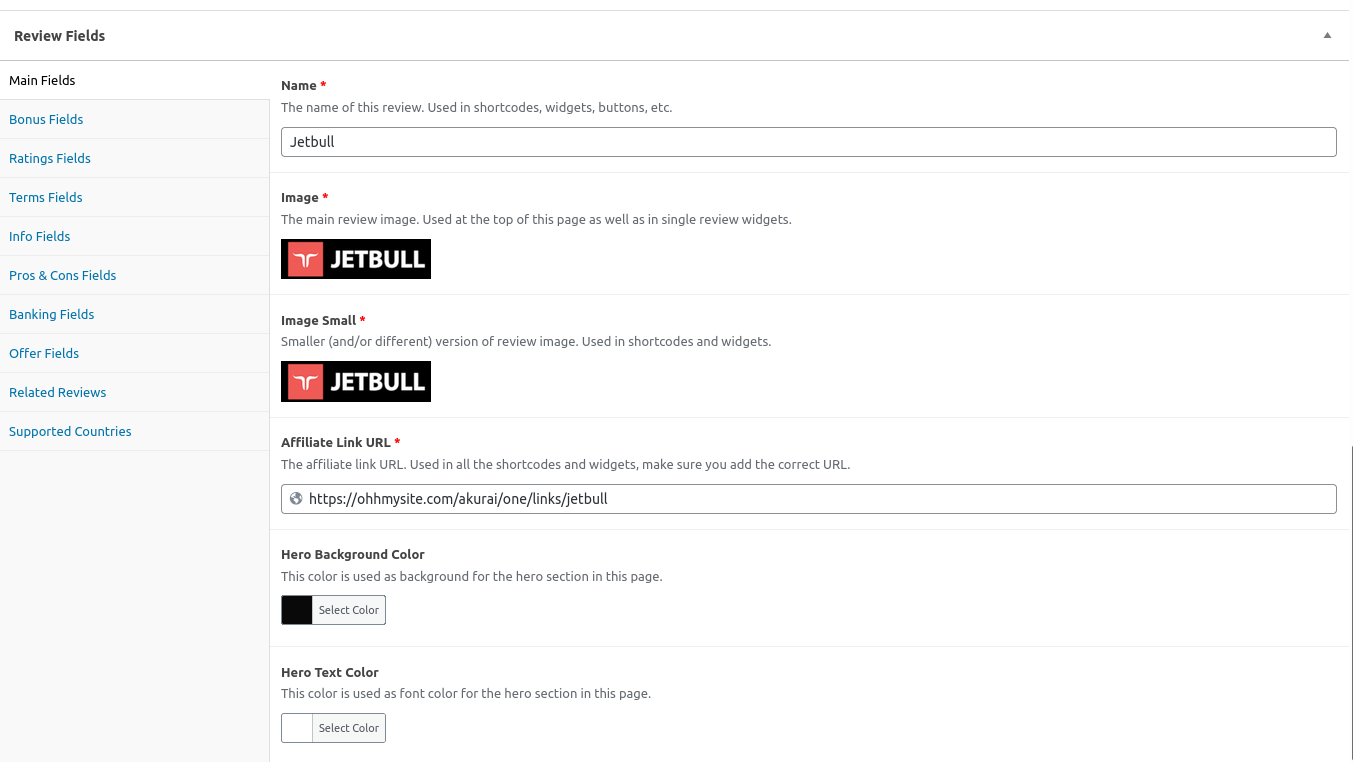 Review Fields
Main Fields
Bonus Fields
Ratings Fields
Terms Fields
Info Fields
Pros & Cons Fields
Banking Fields
Offer Fields
Related Reviews
Supported Countries
Name *
The name of this review. Used in shortcodes, widgets, buttons, etc.
Jetbull
Image *
The main review image. Used at the top of this page as well as in single review widgets.
JETBULL
Image Small *
Smaller (and/or different) version of review image. Used in shortcodes and widgets.
JETBULL
Affiliate Link URL *
The affiliate link URL. Used in all the shortcodes and widgets, make sure you add the correct URL.
https://ohhmysite.com/akurai/one/links/jetbull
Hero Background Color
This color is used as background for the hero section in this page.
Select Color
Hero Text Color
This color is used as font color for the hero section in this page.
Select Color